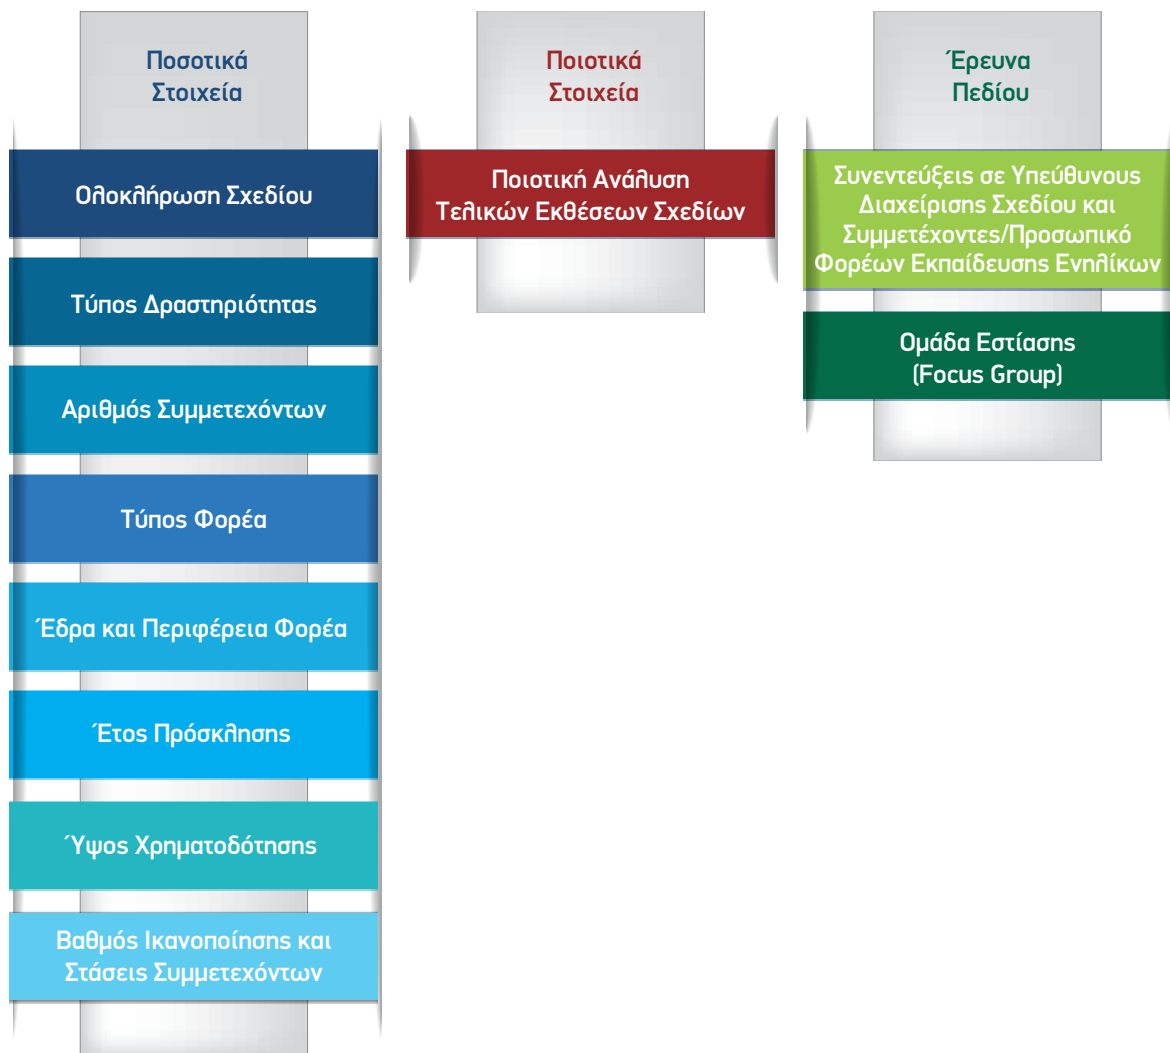 Ποσοτικά
Στοιχεία
Ολοκλήρωση Σχεδίου
Τύπος Δραστηριότητας
Αριθμός Συμμετεχόντων
Τύπος Φορέα
Έδρα και Περιφέρεια Φορέα
Έτος Πρόσκλησης
Ύψος Χρηματοδότησης
Βαθμός Ικανοποίησης και
Στάσεις Συμμετεχόντων
Ποιοτικά
Στοιχεία
Ποιοτική Ανάλυση
Τελικών Εκθέσεων Σχεδίων
Έρευνα
Πεδίου
Συνεντεύξεις σε Υπεύθυνους
Διαχείρισης Σχεδίου και
Συμμετέχοντες/Προσωπικό
Φορέων Εκπαίδευσης Ενηλίκων
Ομάδα Εστίασης
(Focus Group)